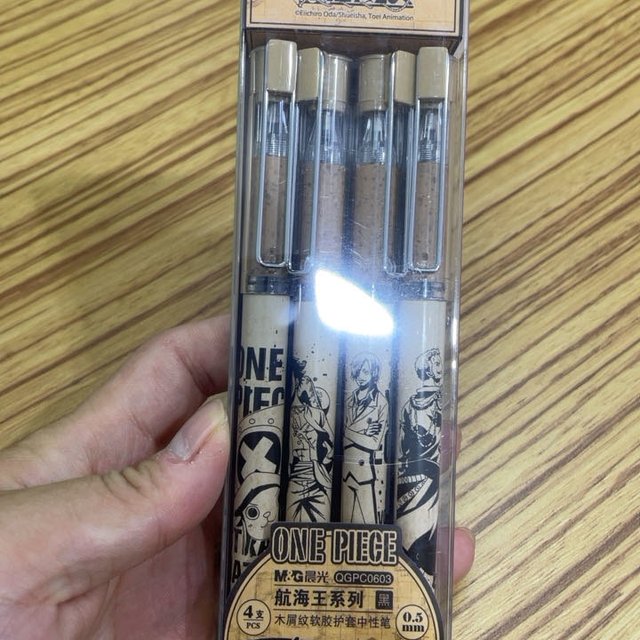 ©Eiichiro Oda/Shueisha, Toei Animation
ONE
PIECE
ONE PIECE
M&G晨光 QGPC0603
航海王系列 黑
木屑纹软胶护套中性笔
4支
PCS
0.5
mm